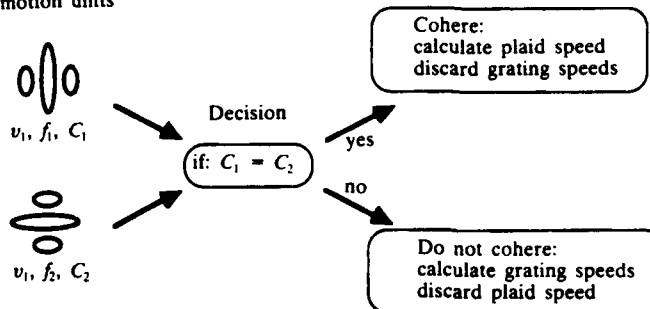 motion units
Cohere:
calculate plaid speed
discard grating speeds
v₁, f₁, C₁
Decision
if: C₁ = C₂
yes
no
v₁, f₂, C₂
Do not cohere:
calculate grating speeds
discard plaid speed